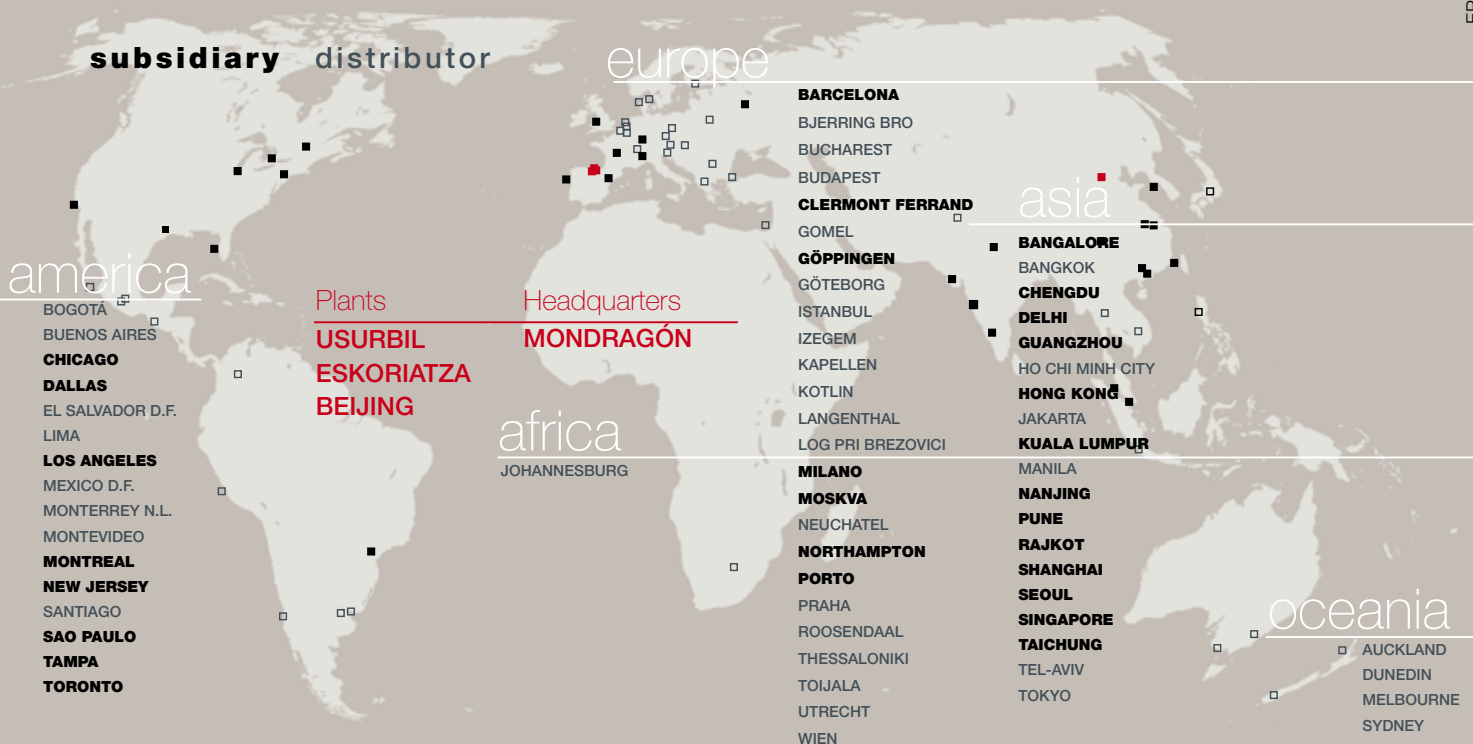 subsidiary distributor
europe
BARCELONA
BJERRING BRO
BUCHAREST
BUDAPEST
CLERMONT FERRAND
GOMEL
GÖPPINGEN
GÖTEBORG
ISTANBUL
IZEGEM
KAPELLEN
KOTLIN
LANGENTHAL
LOG PRI BREZOVICI
MILANO
MOSKVA
NEUCHATEL
NORTHAMPTON
PORTO
PRAHA
ROOSENDAAL
THESSALONIKI
TOIJALA
UTRECHT
WIEN
asia
BANGALORE
BANGKOK
CHENGDU
DELHI
GUANGZHOU
HO CHI MINH CITY
HONG KONG
JAKARTA
KUALA LUMPUR
MANILA
NANJING
PUNE
RAJKOT
SHANGHAI
SEOUL
SINGAPORE
TAICHUNG
TEL-AVIV
TOKYO
america
BOGOTÁ
BUENOS AIRES
CHICAGO
DALLAS
EL SALVADOR D.F.
LIMA
LOS ANGELES
MEXICO D.F.
MONTERREY N.L.
MONTEVIDEO
MONTREAL
NEW JERSEY
SANTIAGO
SAO PAULO
TAMPA
TORONTO
Plants
USURBIL
ESKORIATZA
BEIJING
Headquarters
MONDRAGÓN
africa
JOHANNESBURG
oceania
AUCKLAND
DUNEDIN
MELBOURNE
SYDNEY